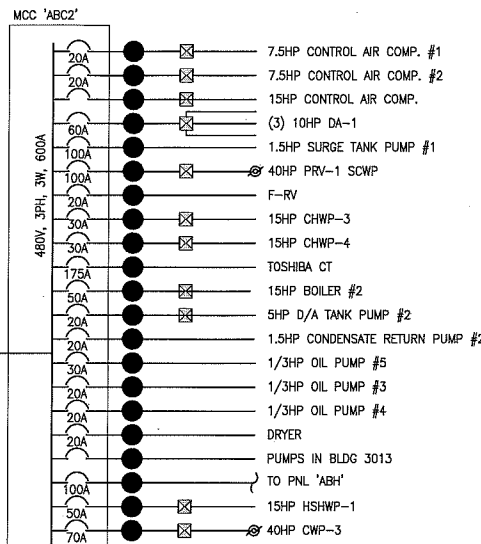 MCC 'ABC2'
480V, 3PH, 3W, 600A
20A 7.5HP CONTROL AIR COMP. #1
20A 7.5HP CONTROL AIR COMP. #2
15HP CONTROL AIR COMP.
60A (3) 10HP DA-1
100A 1.5HP SURGE TANK PUMP #1
100A 40HP PRV-1 SCWP
20A F-RV
30A 15HP CHWP-3
30A 15HP CHWP-4
175A TOSHIBA CT
50A 15HP BOILER #2
20A 5HP D/A TANK PUMP #2
20A 1.5HP CONDENSATE RETURN PUMP #2
30A 1/3HP OIL PUMP #5
20A 1/3HP OIL PUMP #3
20A 1/3HP OIL PUMP #4
20A DRYER
PUMPS IN BLDG 3013
100A TO PNL 'ABH'
50A 15HP HSHWP-1
70A 40HP CWP-3